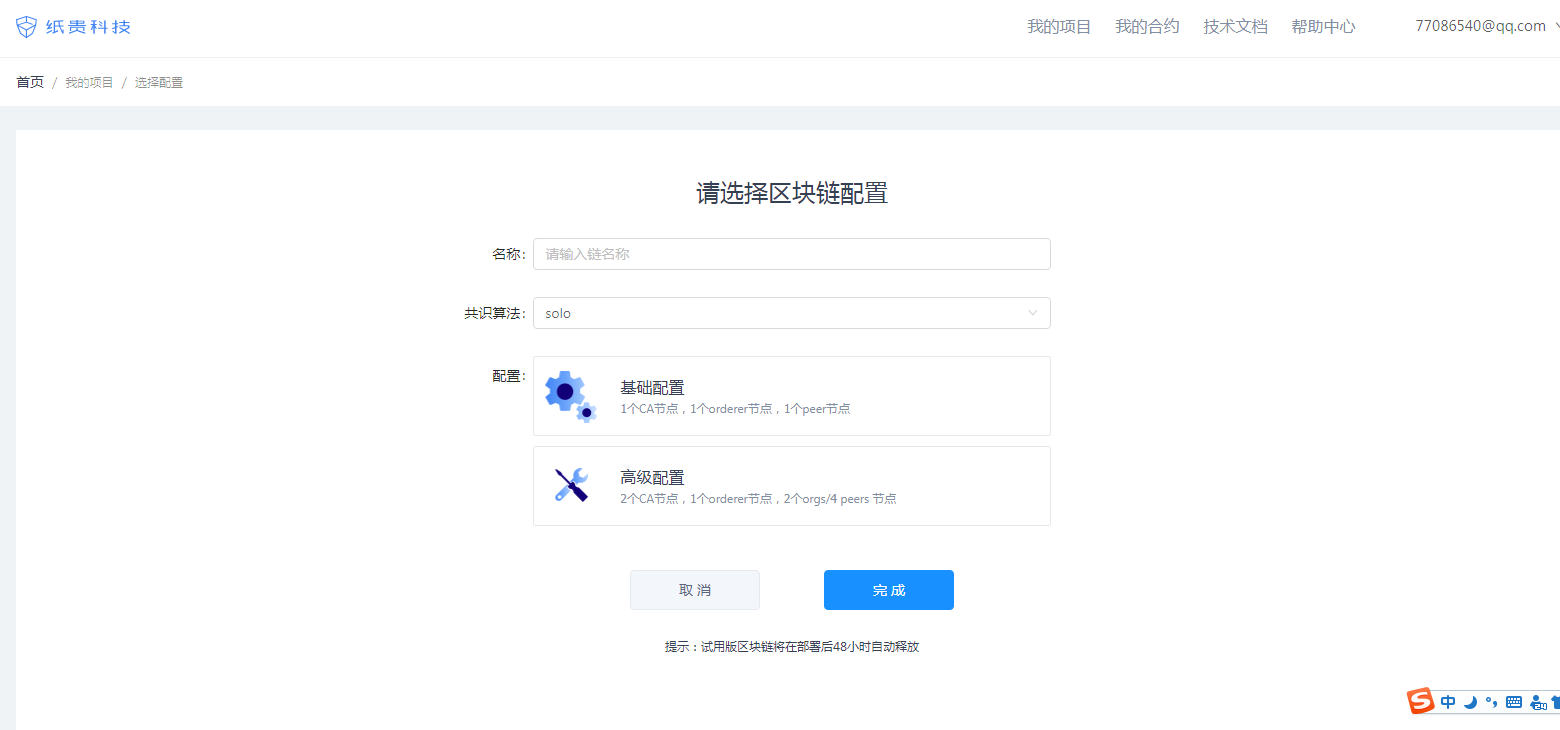 纸贵科技 我的项目 我的合约 技术文档 帮助中心 77086540@qq.com
首页 / 我的项目 / 选择配置
请选择区块链配置
名称: 请输入链名称
共识算法: solo
配置:
基础配置
1个CA节点，1个orderer节点，1个peer节点
高级配置
2个CA节点，1个orderer节点，2个orgs/4 peers 节点
取 消 完 成
提示：试用版区块链将在部署后48小时自动释放
S 中